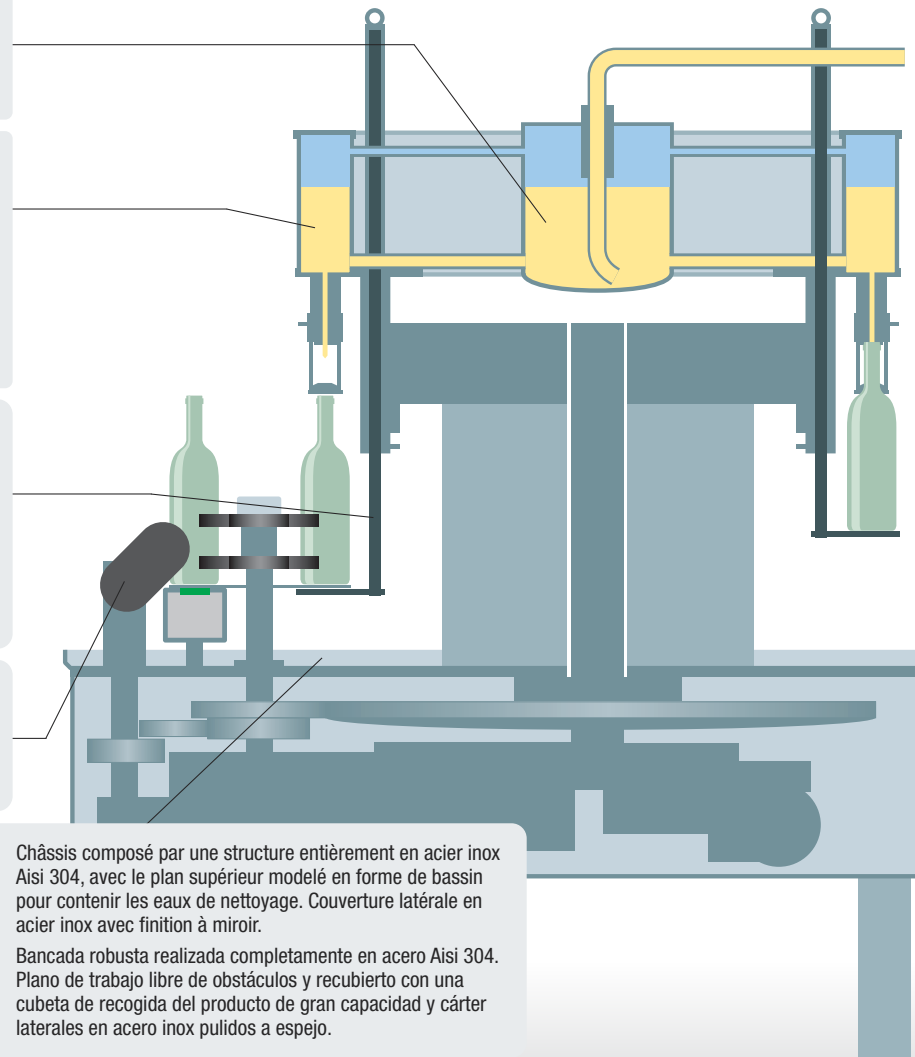 Châssis composé par une structure entièrement en acier inox
Aisi 304, avec le plan supérieur modelé en forme de bassin
pour contenir les eaux de nettoyage. Couverture latérale en
acier inox avec finition à miroir.
Bancada robusta realizada completamente en acero Aisi 304.
Plano de trabajo libre de obstáculos y recubierto con una
cubeta de recogida del producto de gran capacidad y cárter
laterales en acero inox pulidos a espejo.